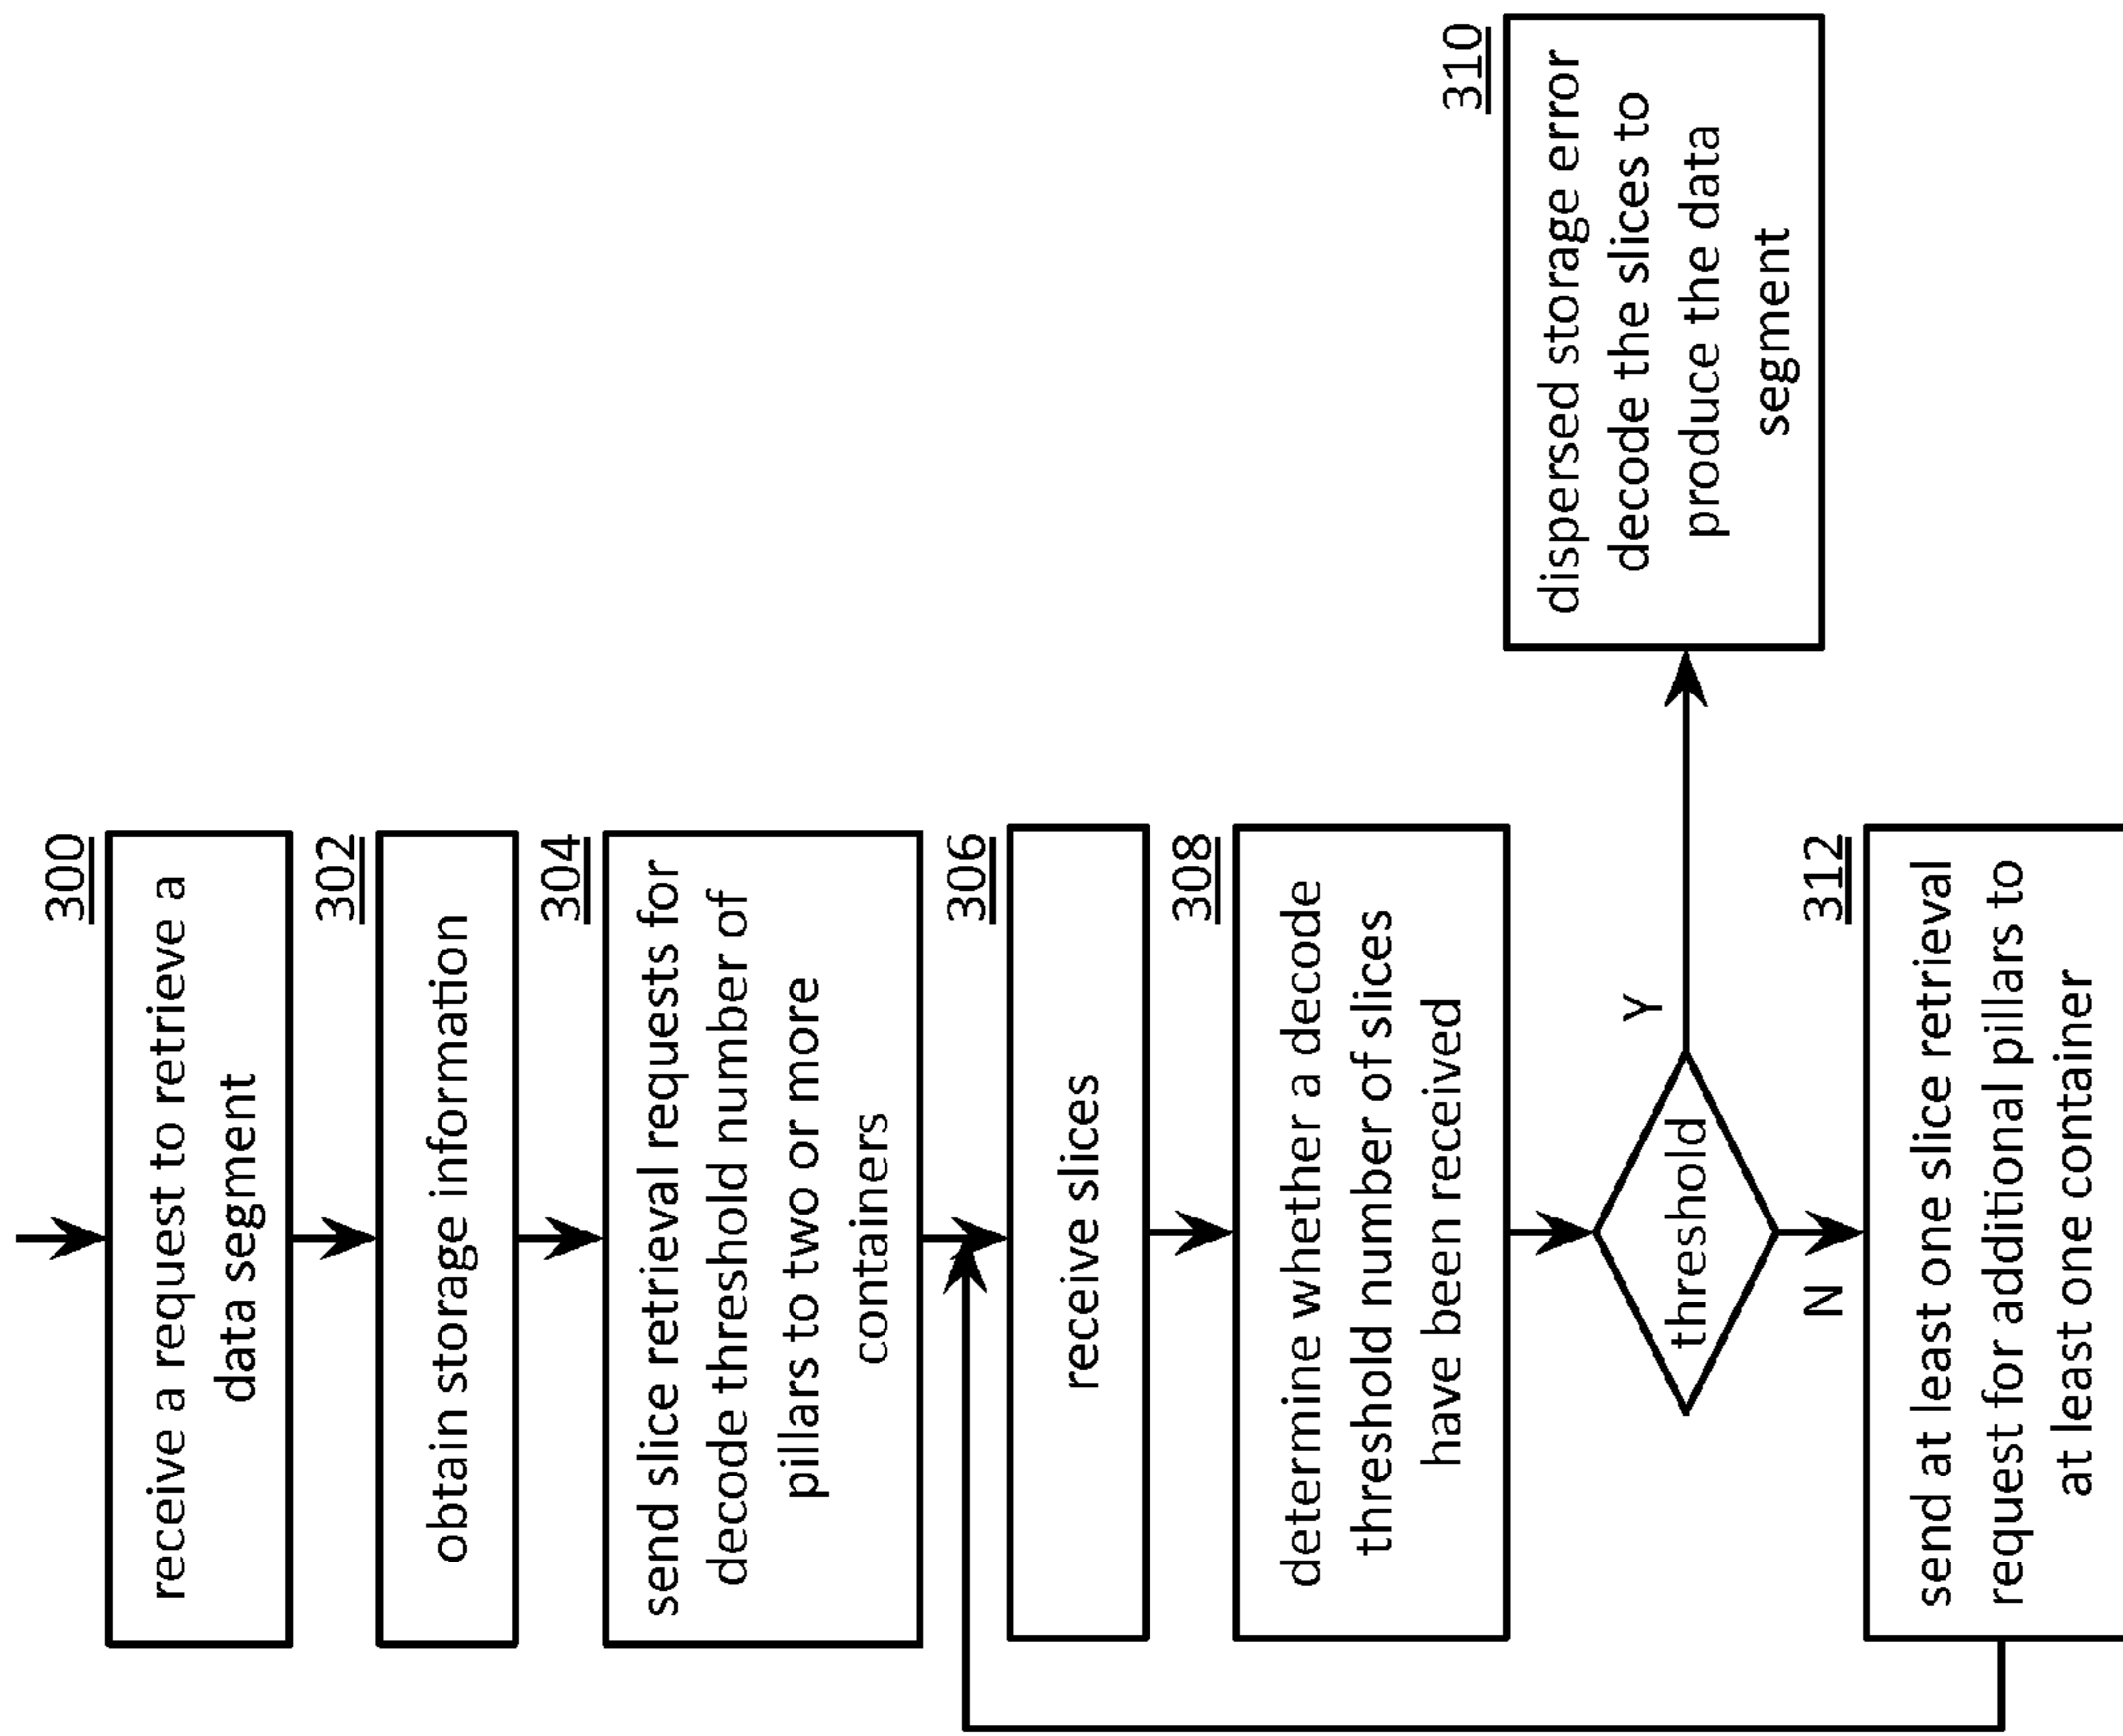 300
receive a request to retrieve a
data segment
302
obtain storage information
304
send slice retrieval requests for
decode threshold number of
pillars to two or more
containers
306
receive slices
308
determine whether a decode
threshold number of slices
have been received
threshold
Y
310
dispersed storage error
decode the slices to
produce the data
segment
N
312
send at least one slice retrieval
request for additional pillars to
at least one container